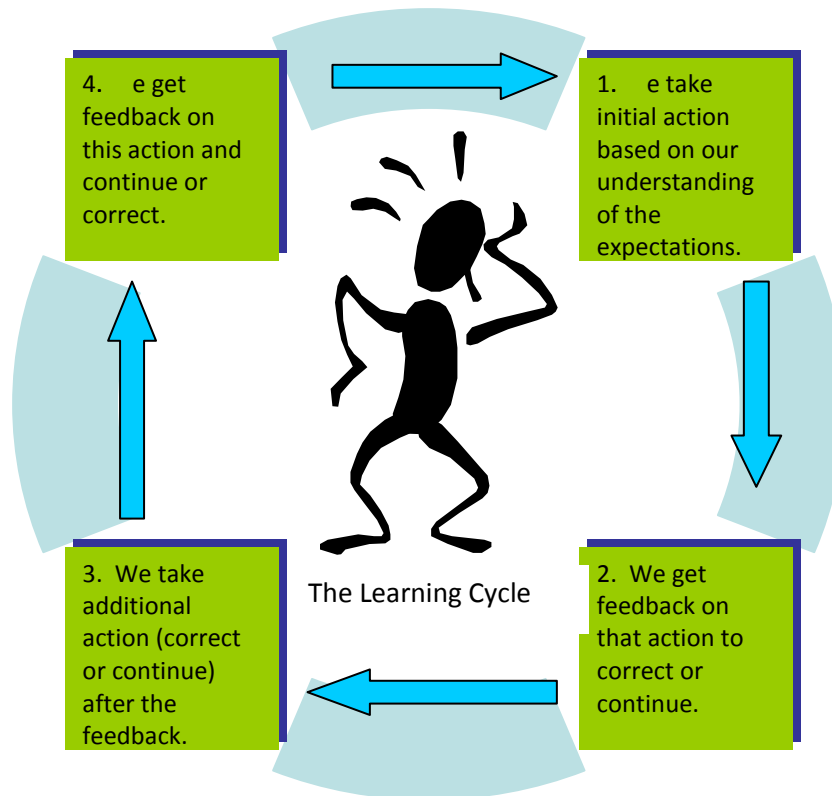 1.    e take
initial action
based on our
understanding
of the
expectations.
2.  We get
feedback on
that action to
correct or
continue.
3.  We take
additional
action (correct
or continue)
after the
feedback.
4.    e get
feedback on
this action and
continue or
correct.
The Learning Cycle